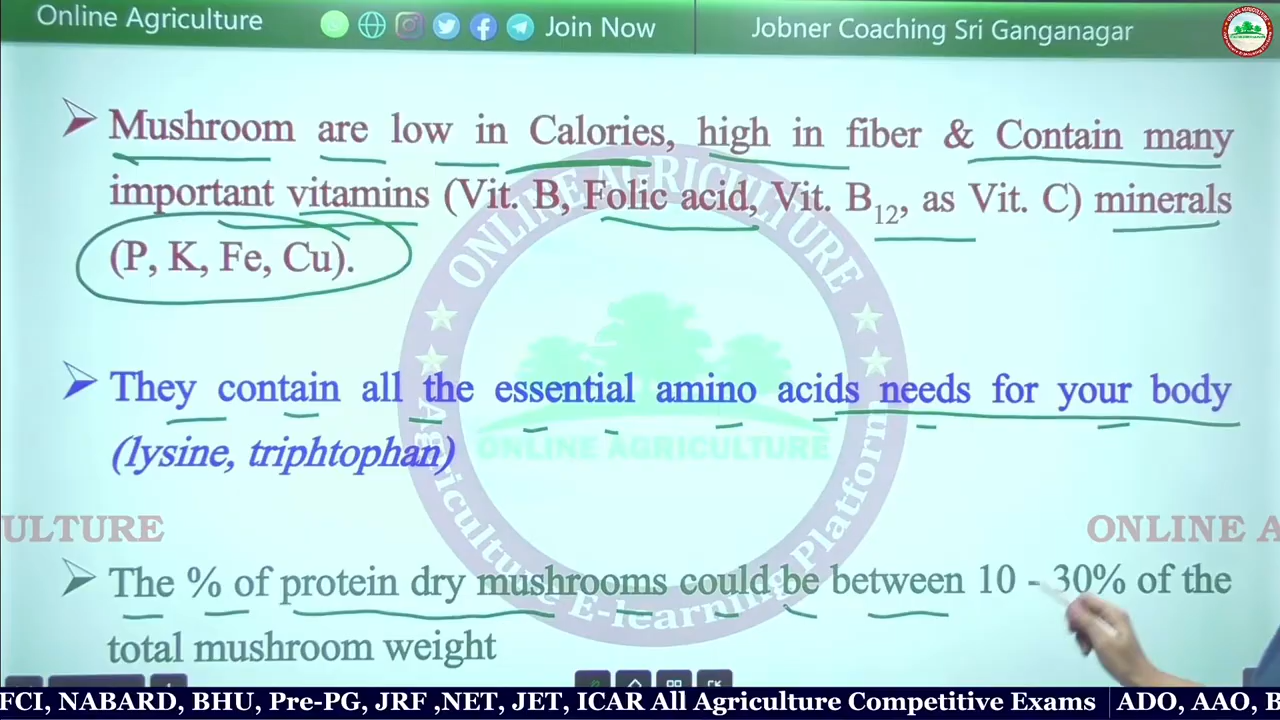 Online Agriculture
Join Now
Jobner Coaching Sri Ganganagar
Mushroom are low in Calories, high in fiber & Contain many
important vitamins (Vit. B, Folic acid, Vit. B12, as Vit. C) minerals
(P, K, Fe, Cu).
They contain all the essential amino acids needs for your body
(lysine, triphtophan)
ONLINE AGRICULTURE
ONLINE AGRICULTURE
Agriculture E-learning Platform
ULTURE
ONLINE A
The % of protein dry mushrooms could be between 10 - 30% of the
total mushroom weight
FCI, NABARD, BHU, Pre-PG, JRF ,NET, JET, ICAR All Agriculture Competitive Exams
ADO, AAO, B